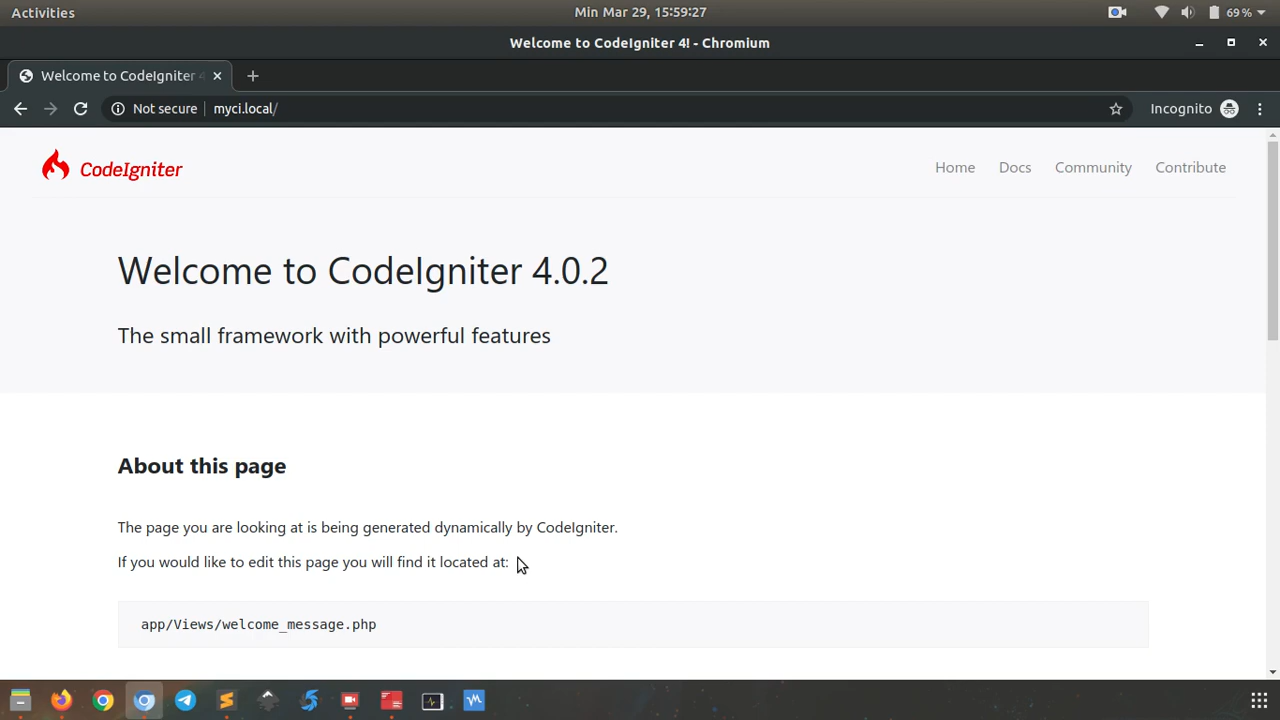 Activities
Min Mar 29, 15:59:27
69 %
Welcome to CodeIgniter 4! - Chromium
Welcome to CodeIgniter 4
Not secure
myci.local/
Incognito
CodeIgniter
Home
Docs
Community
Contribute
Welcome to CodeIgniter 4.0.2
The small framework with powerful features
About this page
The page you are looking at is being generated dynamically by CodeIgniter.
If you would like to edit this page you will find it located at:
app/Views/welcome_message.php